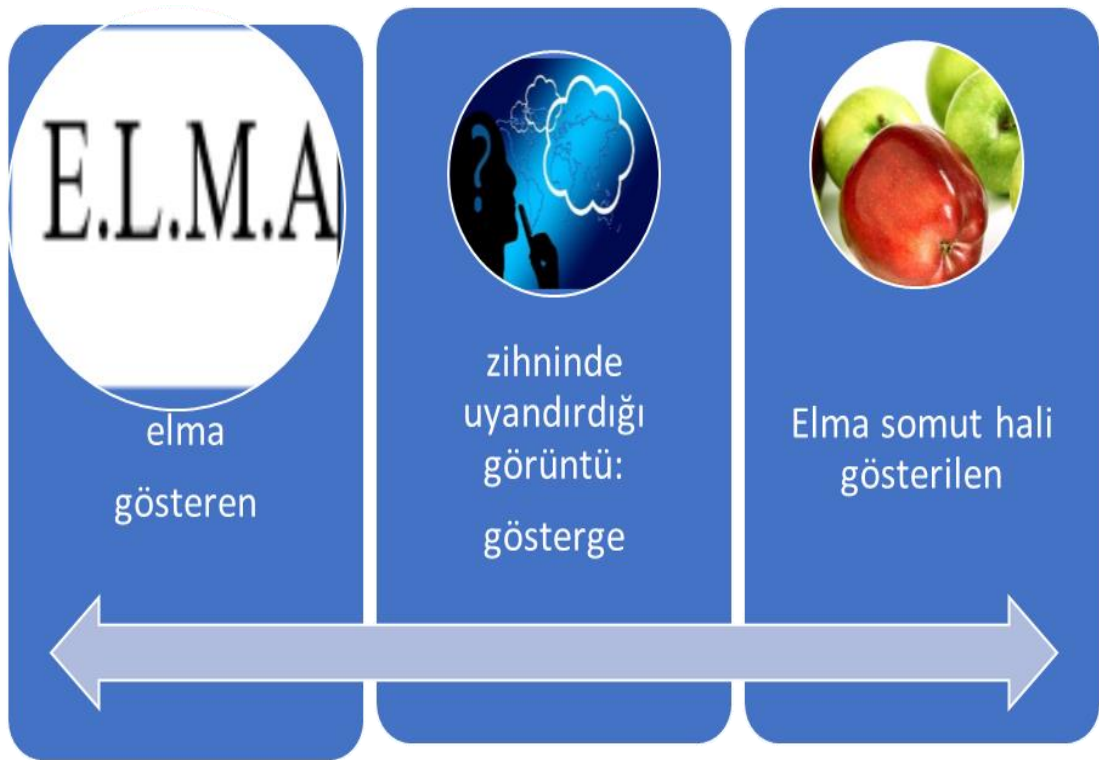 E.L.M.A
elma
gösteren
zihninde
uyandırdığı
görüntü:
gösterge
Elma somut hali
gösterilen